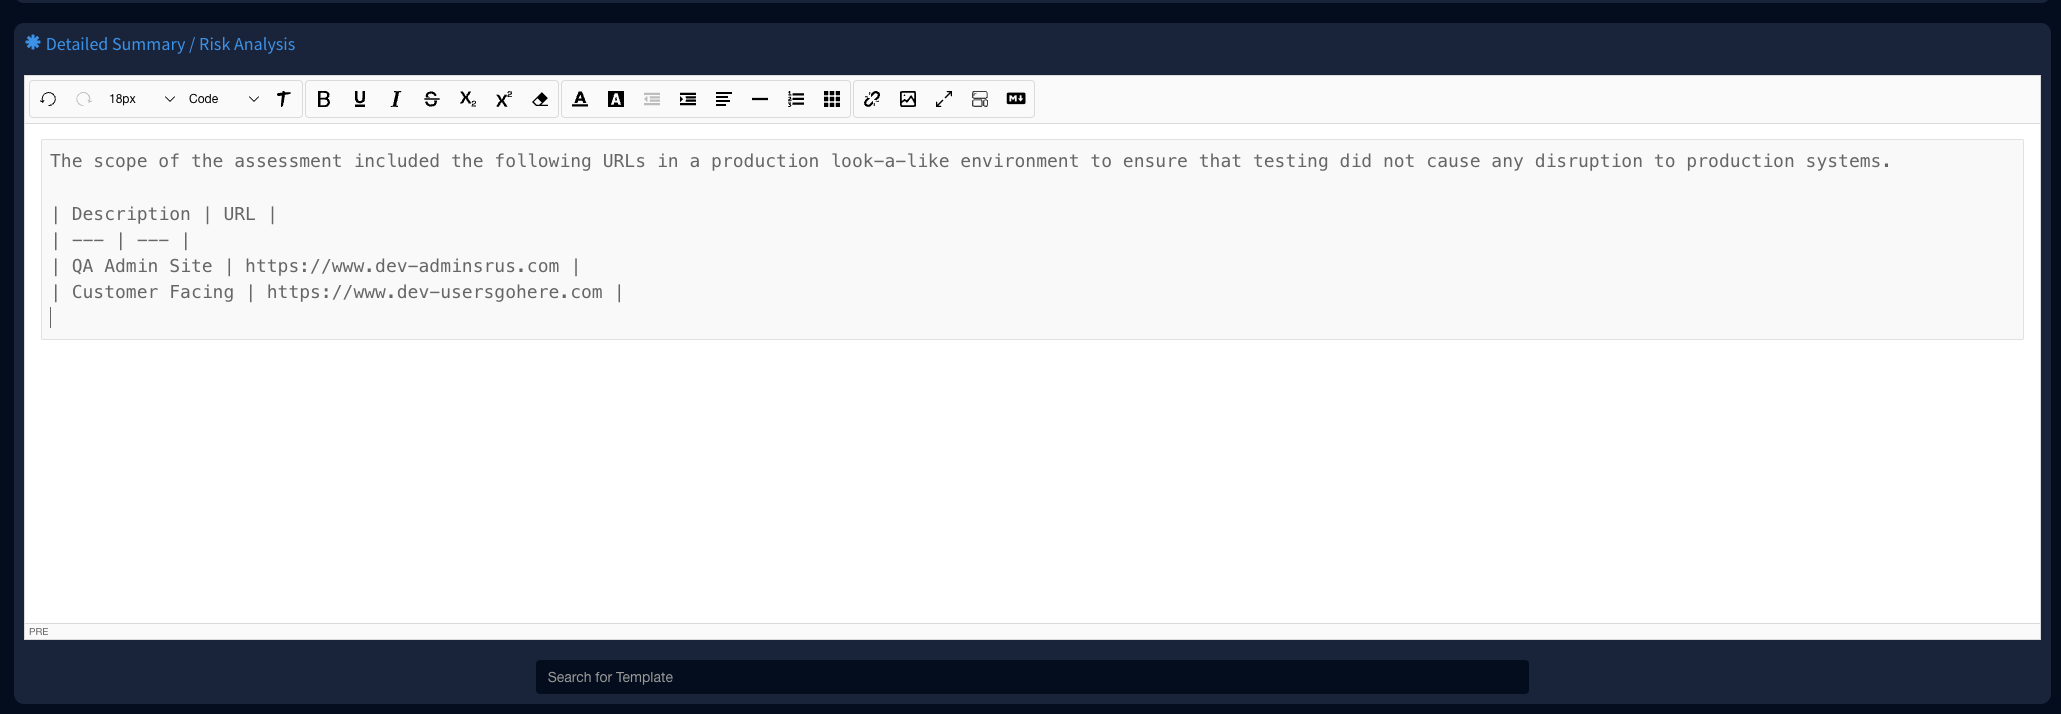 Detailed Summary / Risk Analysis
18px Code
The scope of the assessment included the following URLs in a production look-a-like environment to ensure that testing did not cause any disruption to production systems.
| Description | URL |
| --- | --- |
| QA Admin Site | https://www.dev-adminsrus.com |
| Customer Facing | https://www.dev-usersgohere.com |
PRE
Search for Template